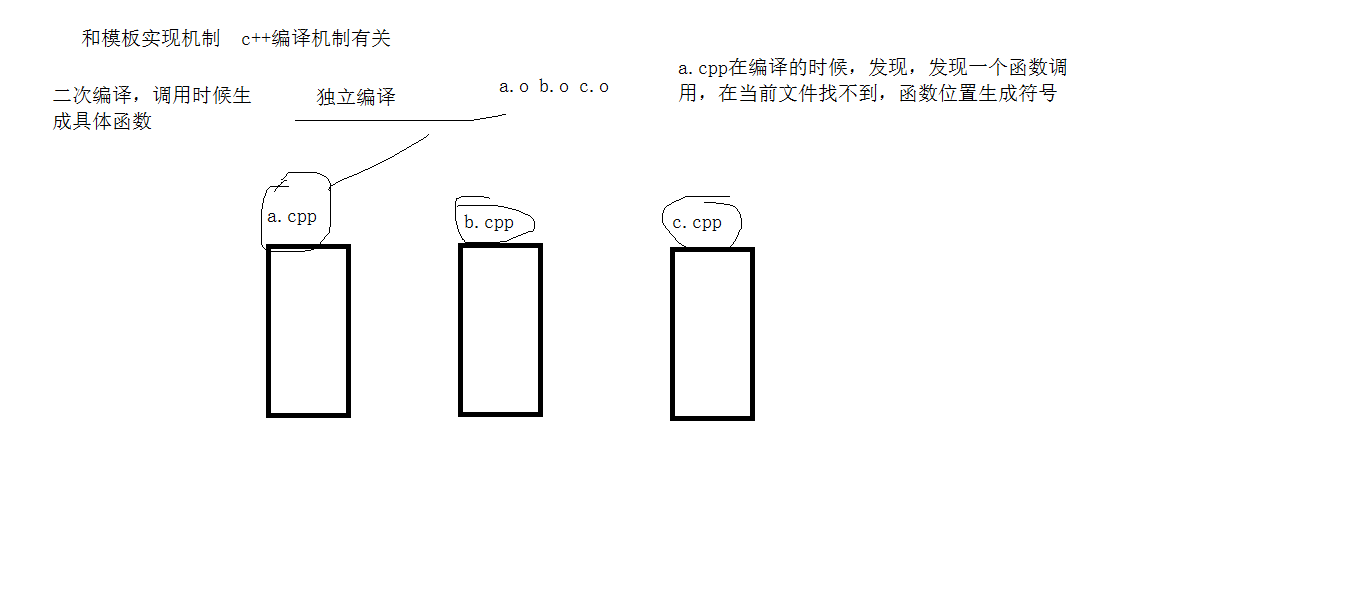 和模板实现机制 c++编译机制有关
二次编译，调用时候生
成具体函数
独立编译
a.o b.o c.o
a.cpp在编译的时候，发现，发现一个函数调
用，在当前文件找不到，函数位置生成符号
a.cpp
b.cpp
c.cpp